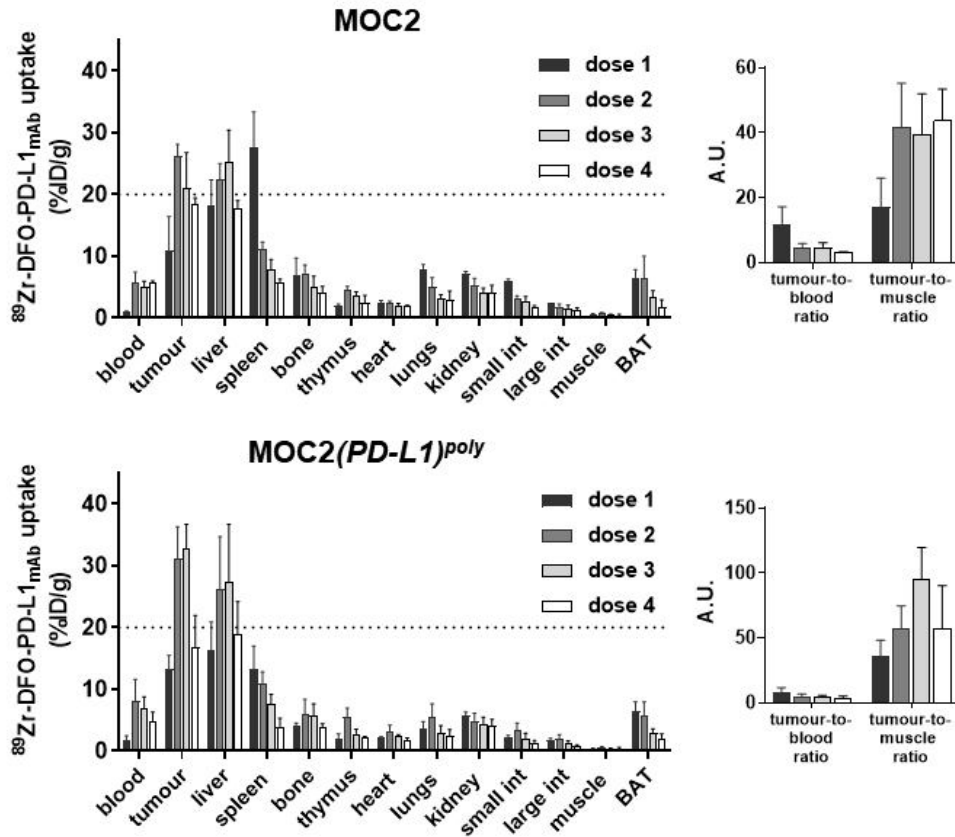 MOC2
89Zr-DFO-PD-L1mAb uptake
(%ID/g)
40
30
20
10
0
dose 1
dose 2
dose 3
dose 4
blood
tumour
liver
spleen
bone
thymus
heart
lungs
kidney
small int
large int
muscle
BAT
A.U.
60
40
20
0
tumour-to-
blood
ratio
tumour-to-
muscle
ratio
MOC2(PD-L1)poly
89Zr-DFO-PD-L1mAb uptake
(%ID/g)
40
30
20
10
0
dose 1
dose 2
dose 3
dose 4
blood
tumour
liver
spleen
bone
thymus
heart
lungs
kidney
small int
large int
muscle
BAT
A.U.
150
100
50
0
tumour-to-
blood
ratio
tumour-to-
muscle
ratio